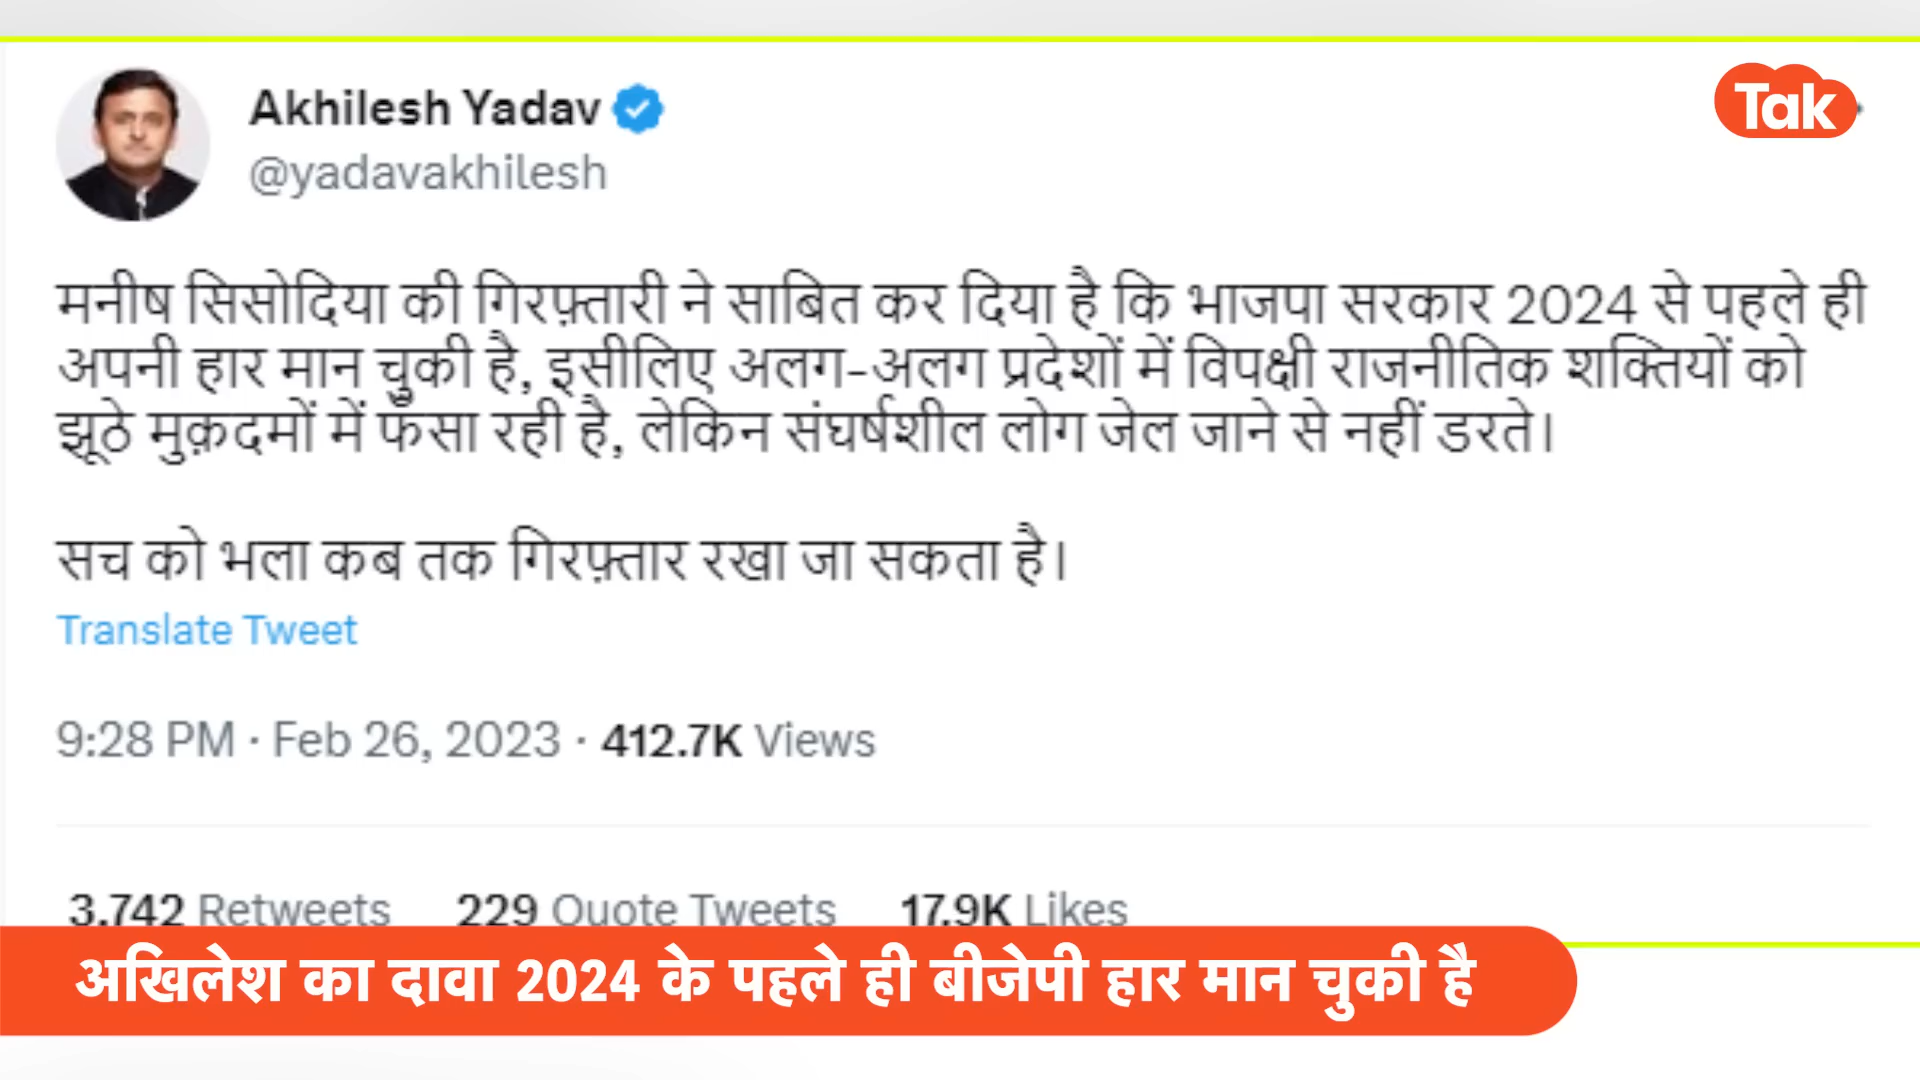 Akhilesh Yadav
@yadavakhilesh
Tak
मनीष सिसोदिया की गिरफ़्तारी ने साबित कर दिया है कि भाजपा सरकार 2024 से पहले ही
अपनी हार मान चुकी है, इसीलिए अलग-अलग प्रदेशों में विपक्षी राजनीतिक शक्तियों को
झूठे मुक़दमों में फँसा रही है, लेकिन संघर्षशील लोग जेल जाने से नहीं डरते।
सच को भला कब तक गिरफ़्तार रखा जा सकता है।
Translate Tweet
9:28 PM · Feb 26, 2023 · 412.7K Views
3,742 Retweets 229 Quote Tweets 17.9K Likes
अखिलेश का दावा 2024 के पहले ही बीजेपी हार मान चुकी है